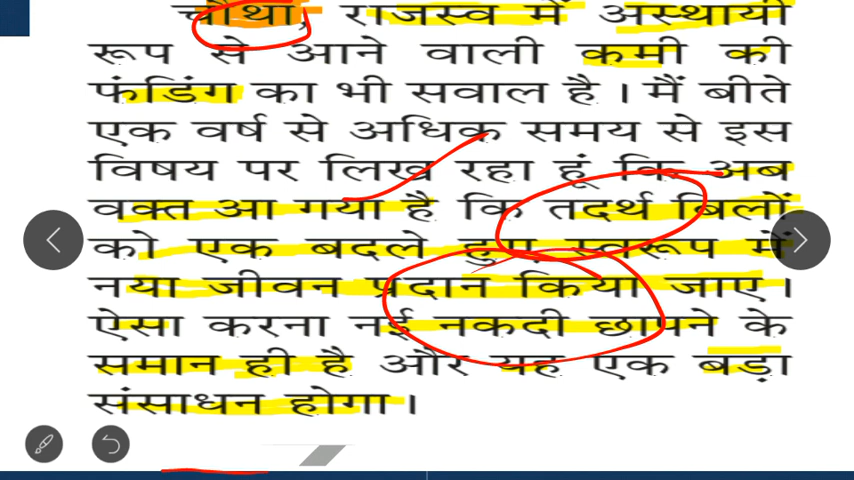 चौथा, राजस्व में अस्थायी
रूप से आने वाली कमी की
फंडिंग का भी सवाल है । मैं बीते
एक वर्ष से अधिक समय से इस
विषय पर लिख रहा हूं कि अब
वक्त आ गया है कि तदर्थ बिलों
को एक बदले हुए स्वरूप में
नया जीवन प्रदान किया जाए ।
ऐसा करना नई नकदी छापने के
समान ही है और यह एक बड़ा
संसाधन होगा ।